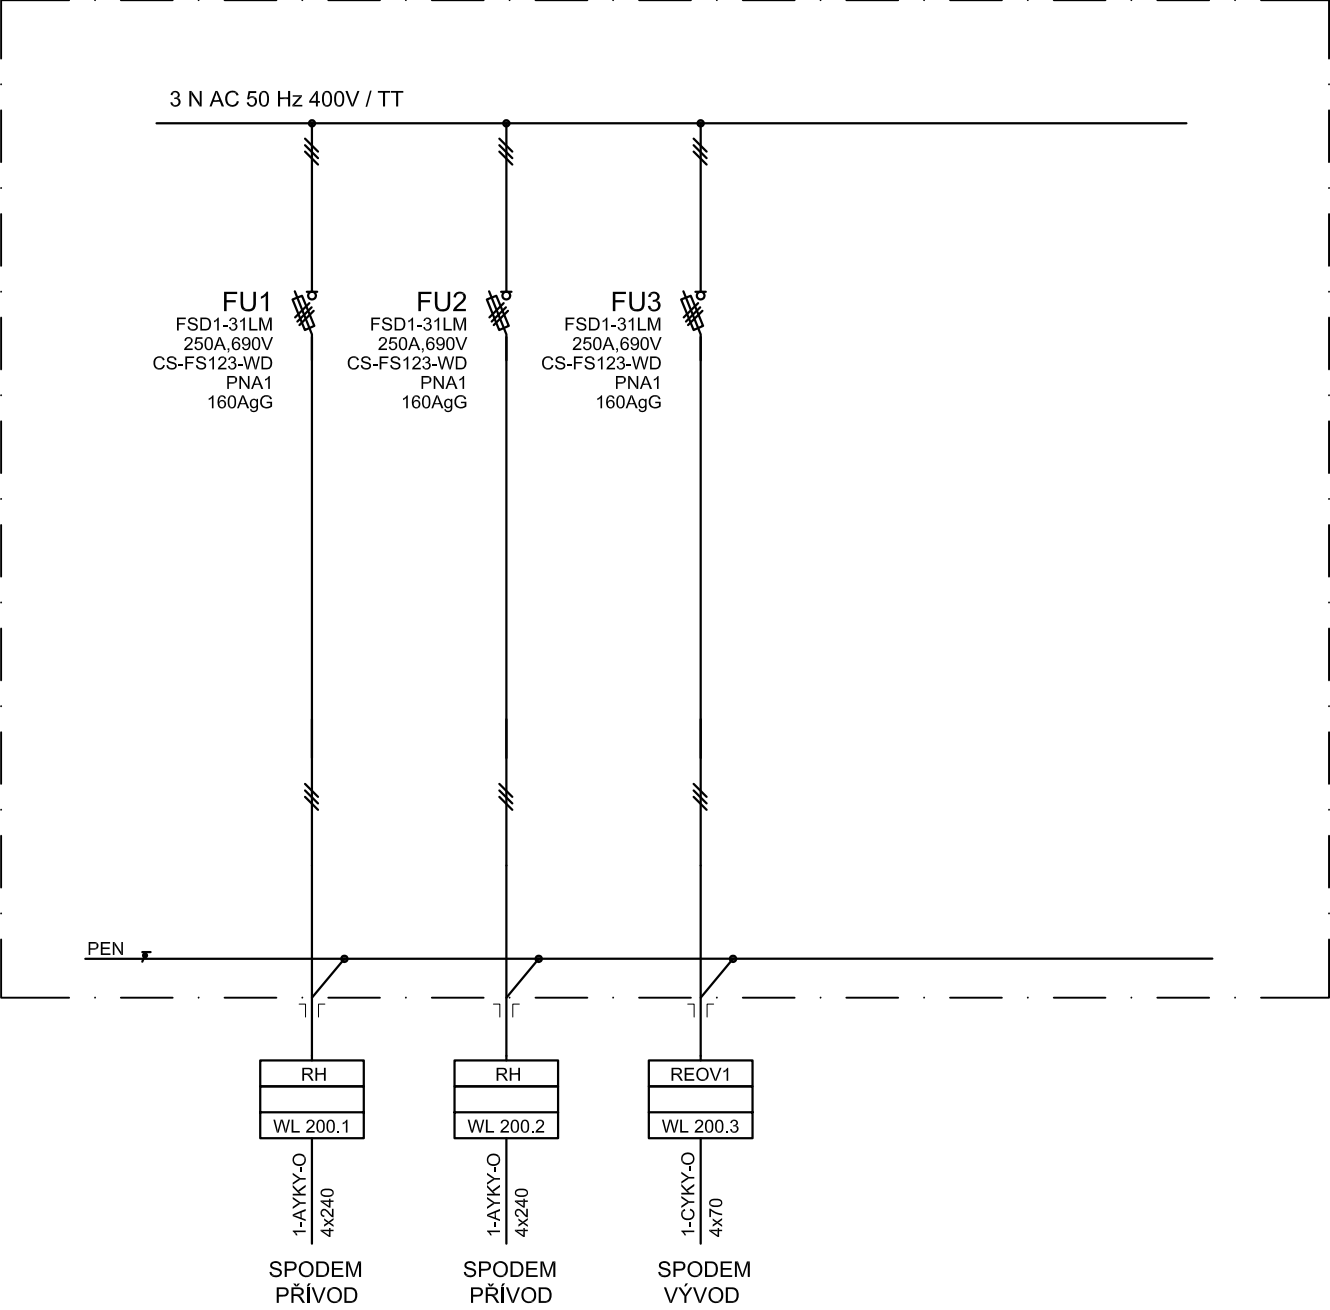 3 N AC 50 Hz 400V / TT
FU1
FSD1-31LM
250A,690V
CS-FS123-WD
PNA1
160AgG
FU2
FSD1-31LM
250A,690V
CS-FS123-WD
PNA1
160AgG
FU3
FSD1-31LM
250A,690V
CS-FS123-WD
PNA1
160AgG
PEN
RH
WL 200.1
1-AYKY-O
4x240
SPODEM
PŘÍVOD
RH
WL 200.2
1-AYKY-O
4x240
SPODEM
PŘÍVOD
REOV1
WL 200.3
1-CYKY-O
4x70
SPODEM
VÝVOD